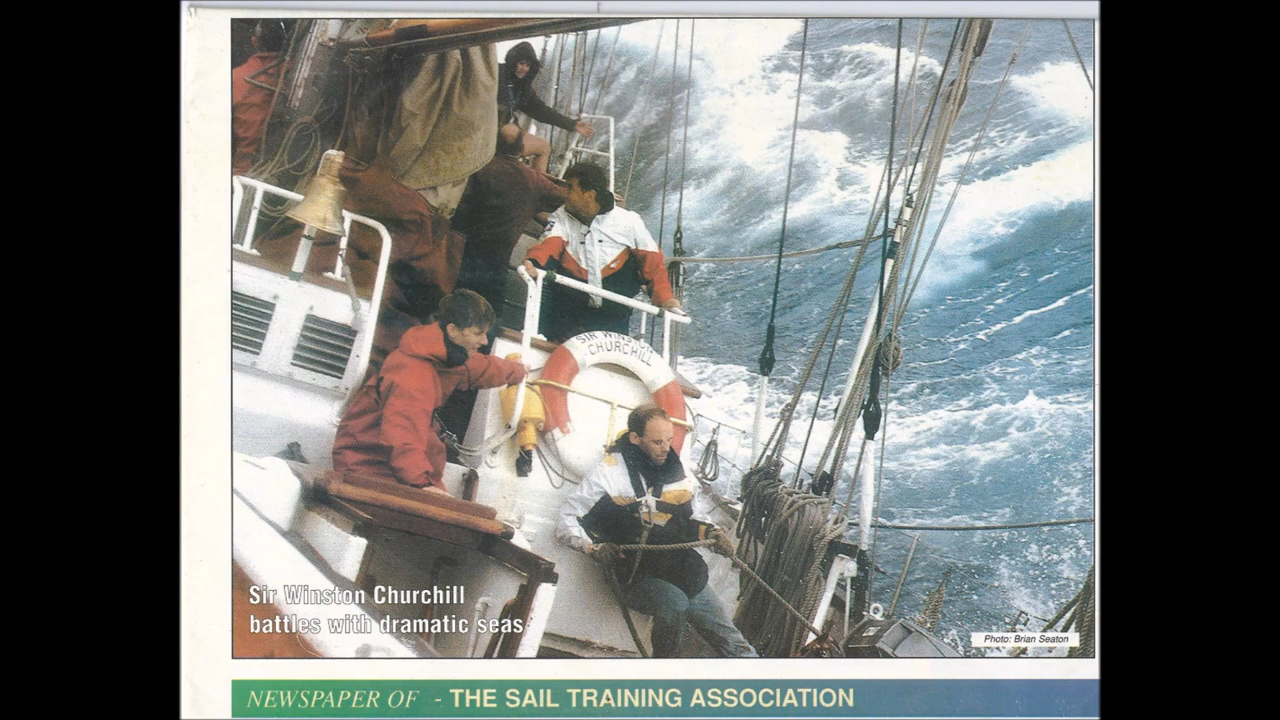 SIR WINSTON
CHURCHILL
Sir Winston Churchill
battles with dramatic seas
Photo: Brian Seaton
NEWSPAPER OF - THE SAIL TRAINING ASSOCIATION